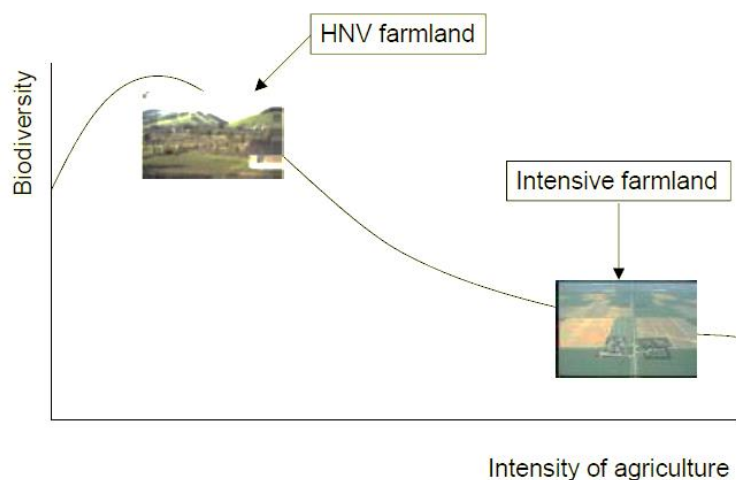 HNV farmland
Biodiversity
Intensive farmland
Intensity of agriculture